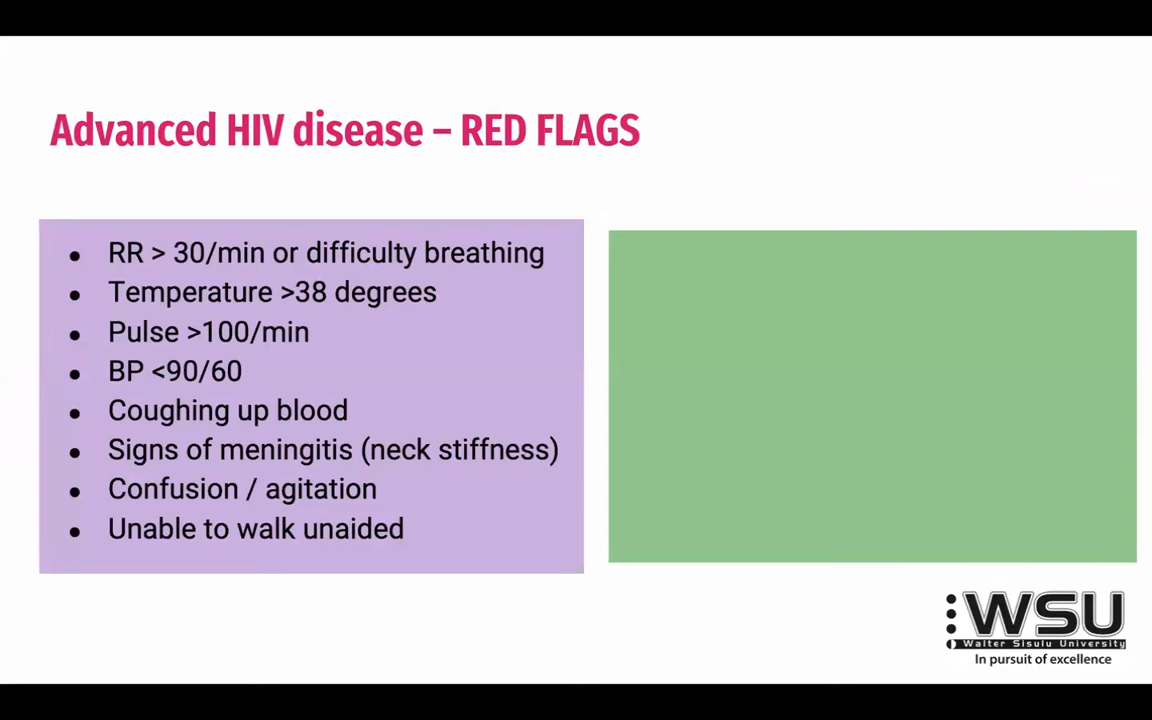 Advanced HIV disease – RED FLAGS
• RR > 30/min or difficulty breathing
• Temperature >38 degrees
• Pulse >100/min
• BP <90/60
• Coughing up blood
• Signs of meningitis (neck stiffness)
• Confusion / agitation
• Unable to walk unaided
WSU
Walter Sisulu University
In pursuit of excellence